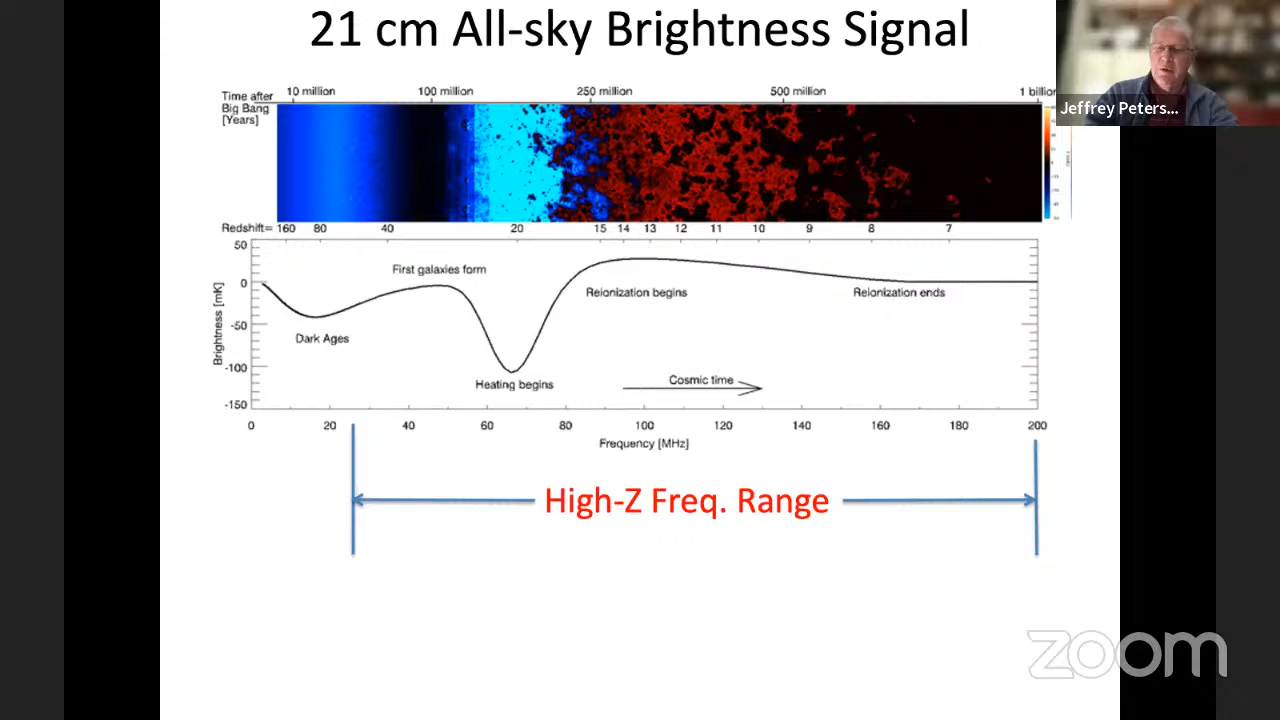 21 cm All-sky Brightness Signal
Jeffrey Peters...
Time after
Big Bang
[Years]
10 million 100 million 250 million 500 million 1 billion
Redshift= 160 80 40 20 15 14 13 12 11 10 9 8 7
Brightness [mK]
50
0
-50
-100
-150
First galaxies form
Reionization begins
Reionization ends
Dark Ages
Heating begins
Cosmic time
0 20 40 60 80 100 120 140 160 180 200
Frequency [MHz]
High-Z Freq. Range
zoom